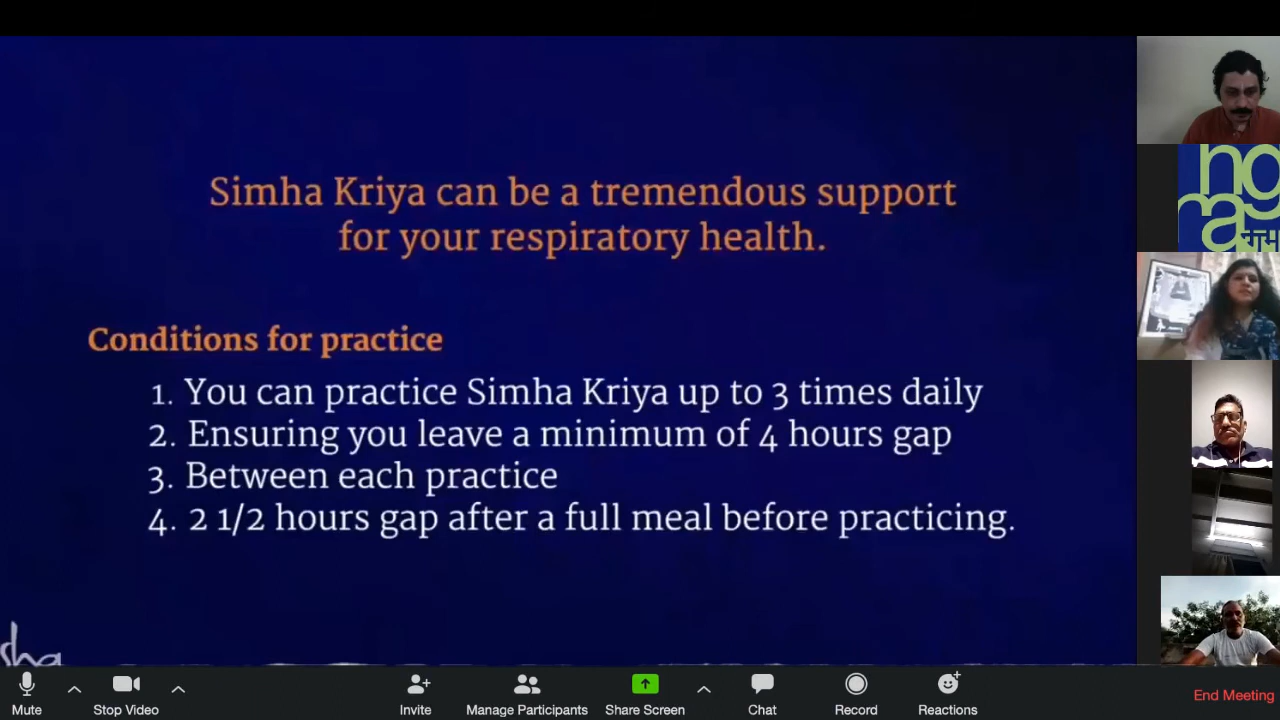 Simha Kriya can be a tremendous support
for your respiratory health.
Conditions for practice
1. You can practice Simha Kriya up to 3 times daily
2. Ensuring you leave a minimum of 4 hours gap
3. Between each practice
4. 2 1/2 hours gap after a full meal before practicing.
sha
Mute
Stop Video
Invite
Manage Participants
Share Screen
Chat
Record
Reactions
End Meeting